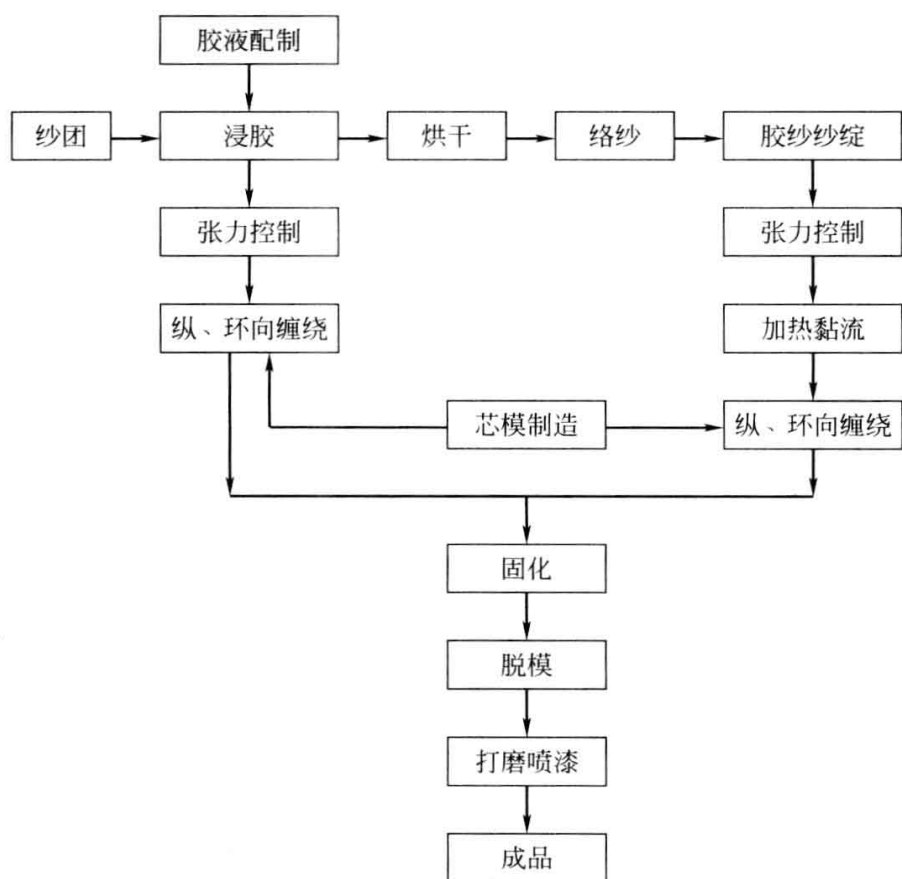 胶液配制
纱团
浸胶
烘干
络纱
胶纱纱绽
张力控制
张力控制
纵、环向缠绕
加热黏流
芯模制造
纵、环向缠绕
固化
脱模
打磨喷漆
成品